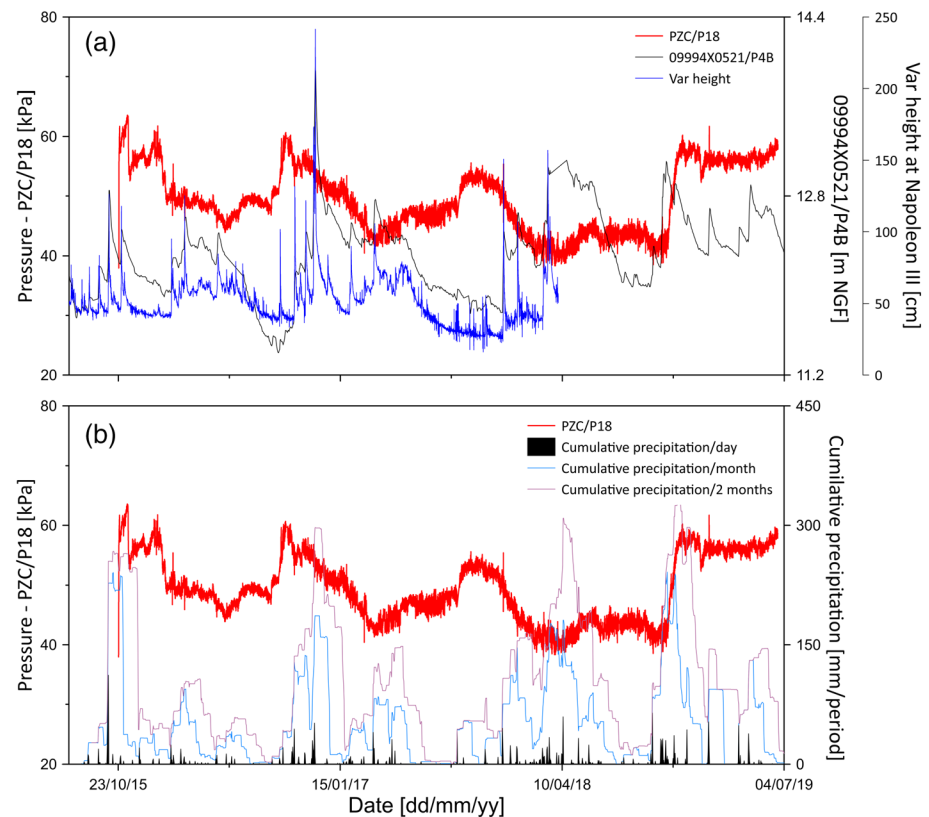 (a)
80
60
40
20
Pressure - PZC/P18 [kPa]
PZC/P18
09994X0521/P4B
Var height
14.4
12.8
11.2
09994X0521/P4B [m NGF]
250
200
150
100
50
0
Var height at Napoleon III [cm]
(b)
80
60
40
20
Pressure - PZC/P18 [kPa]
PZC/P18
Cumulative precipitation/day
Cumulative precipitation/month
Cumulative precipitation/2 months
450
300
150
0
Cumilative precipitation [mm/period]
23/10/15 15/01/17 10/04/18 04/07/19
Date [dd/mm/yy]